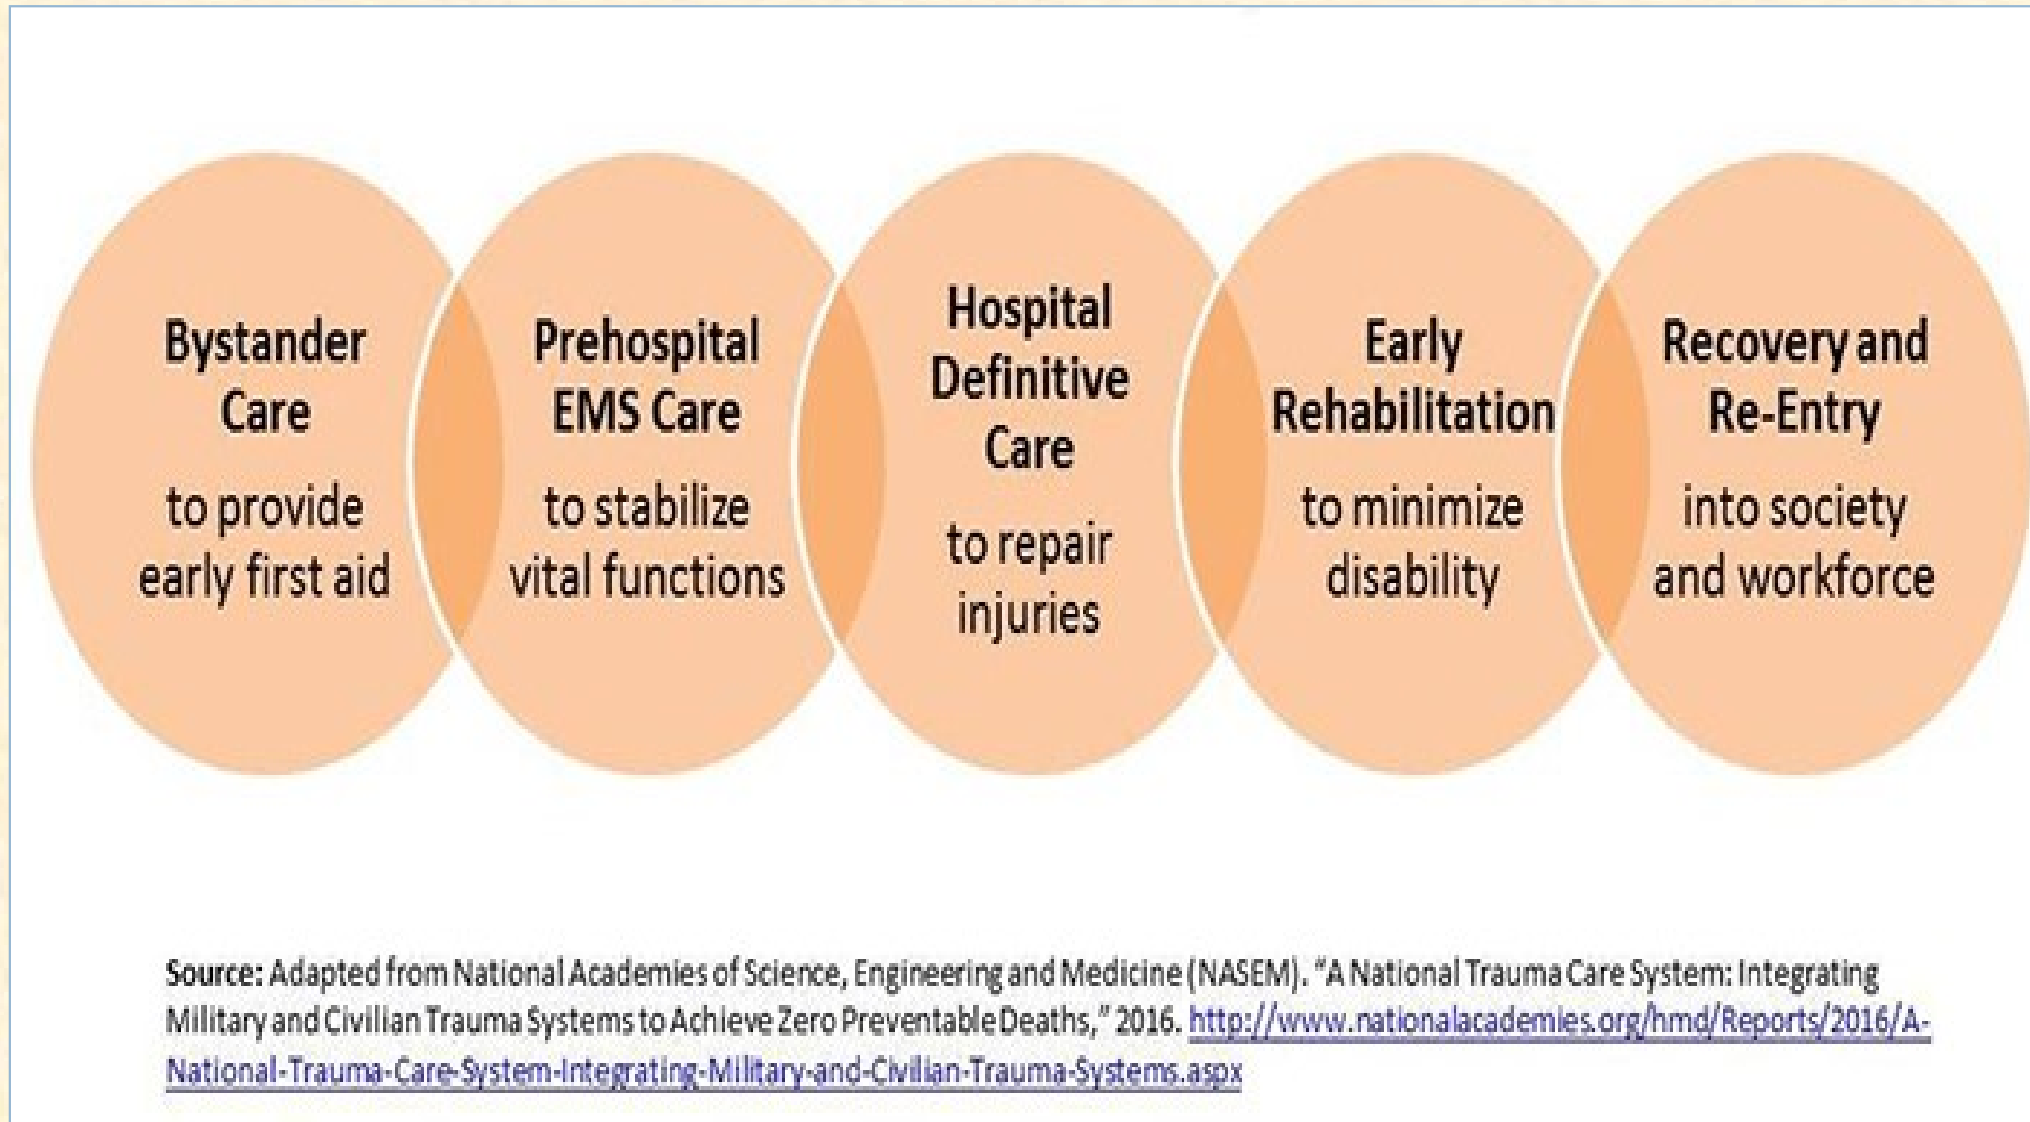 Bystander
Care
to provide
early first aid
Prehospital
EMS Care
to stabilize
vital functions
Hospital
Definitive
Care
to repair
injuries
Early
Rehabilitation
to minimize
disability
Recovery and
Re-Entry
into society
and workforce
Source: Adapted from National Academies of Science, Engineering and Medicine (NASEM). “A National Trauma Care System: Integrating
Military and Civilian Trauma Systems to Achieve Zero Preventable Deaths,” 2016. http://www.nationalacademies.org/hmd/Reports/2016/A-
National-Trauma-Care-System-Integrating-Military-and-Civilian-Trauma-Systems.aspx